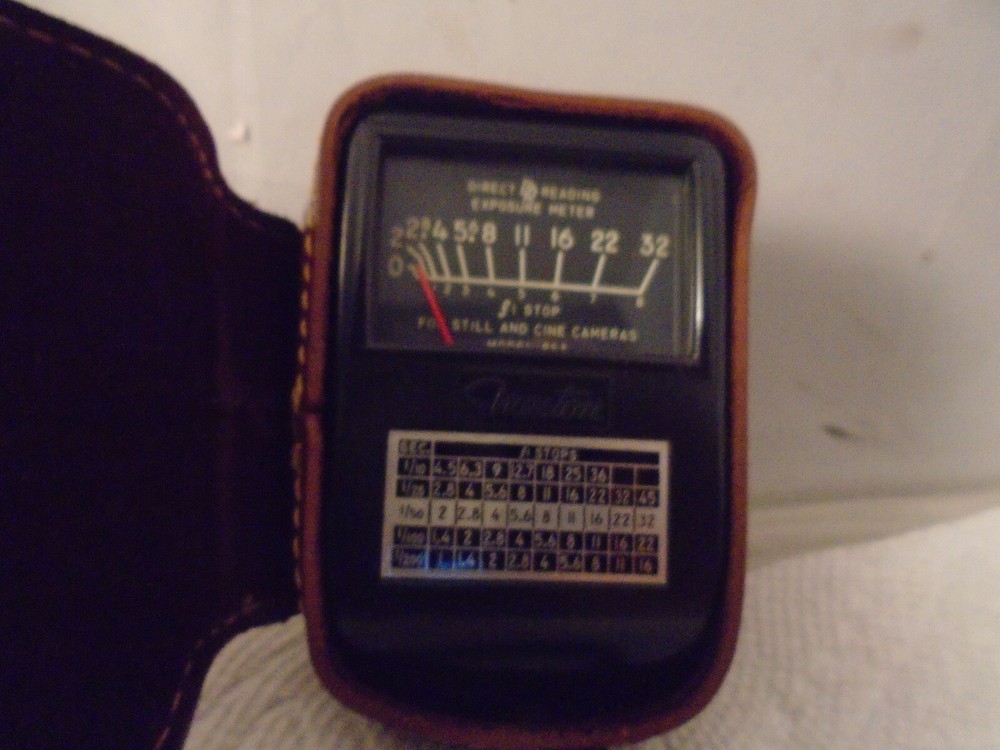 DIRECT READING
EXPOSURE METER
2 2.8 4 5.6 8 11 16 22 32
0
2 3 4 5 6 7 8
f: STOP
FOR STILL AND CINE CAMERAS
SEC. f: STOPS
1/10 4.5 6.3 9 12.7 18 25 36
1/25 2.8 4 5.6 8 11 16 22 32 45
1/50 2 2.8 4 5.6 8 11 16 22 32
1/100 1.4 2 2.8 4 5.6 8 11 16 22
1/200 1 1.4 2 2.8 4 5.6 8 11 16